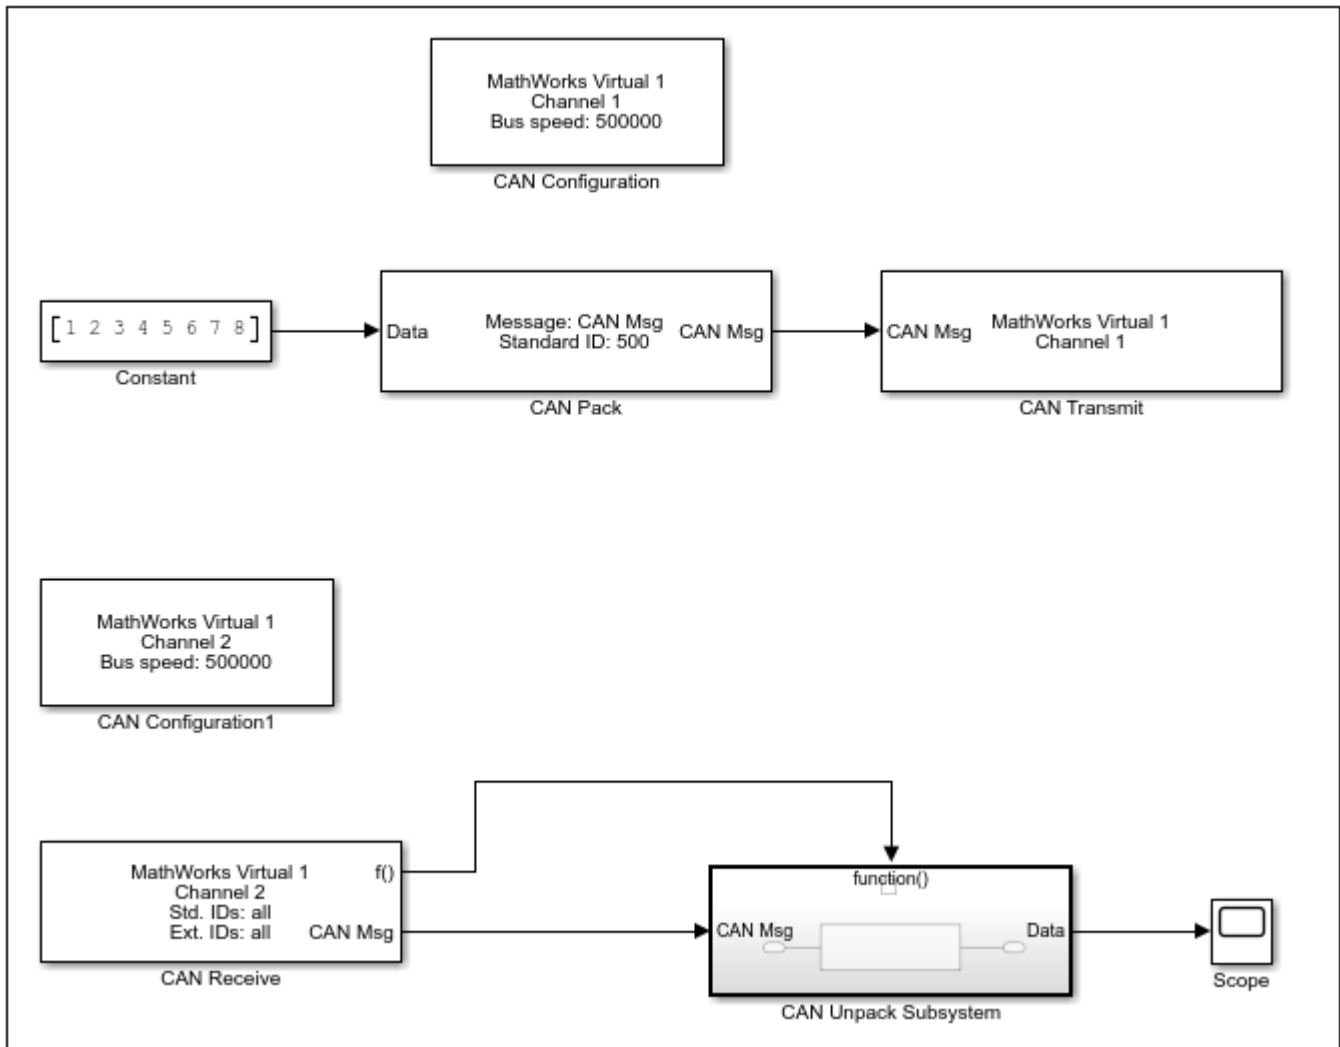 MathWorks Virtual 1
Channel 1
Bus speed: 500000
CAN Configuration
[1 2 3 4 5 6 7 8]
Constant
Data
Message: CAN Msg
Standard ID: 500
CAN Msg
CAN Pack
CAN Msg
MathWorks Virtual 1
Channel 1
CAN Transmit
MathWorks Virtual 1
Channel 2
Bus speed: 500000
CAN Configuration1
MathWorks Virtual 1
Channel 2
Std. IDs: all
Ext. IDs: all
f()
CAN Msg
CAN Receive
function()
CAN Msg
Data
CAN Unpack Subsystem
Scope